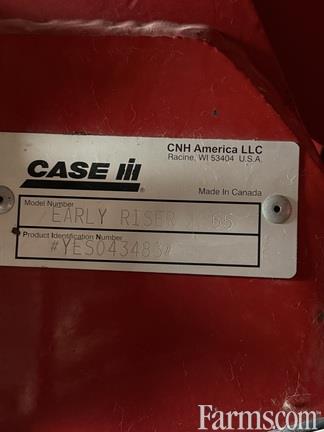 CNH America LLC
Racine, WI 53404 U.S.A.
CASE IH
Made In Canada
Model Number
EARLY RISER 65
Product Identification Number
#YES043483#
Farms.com